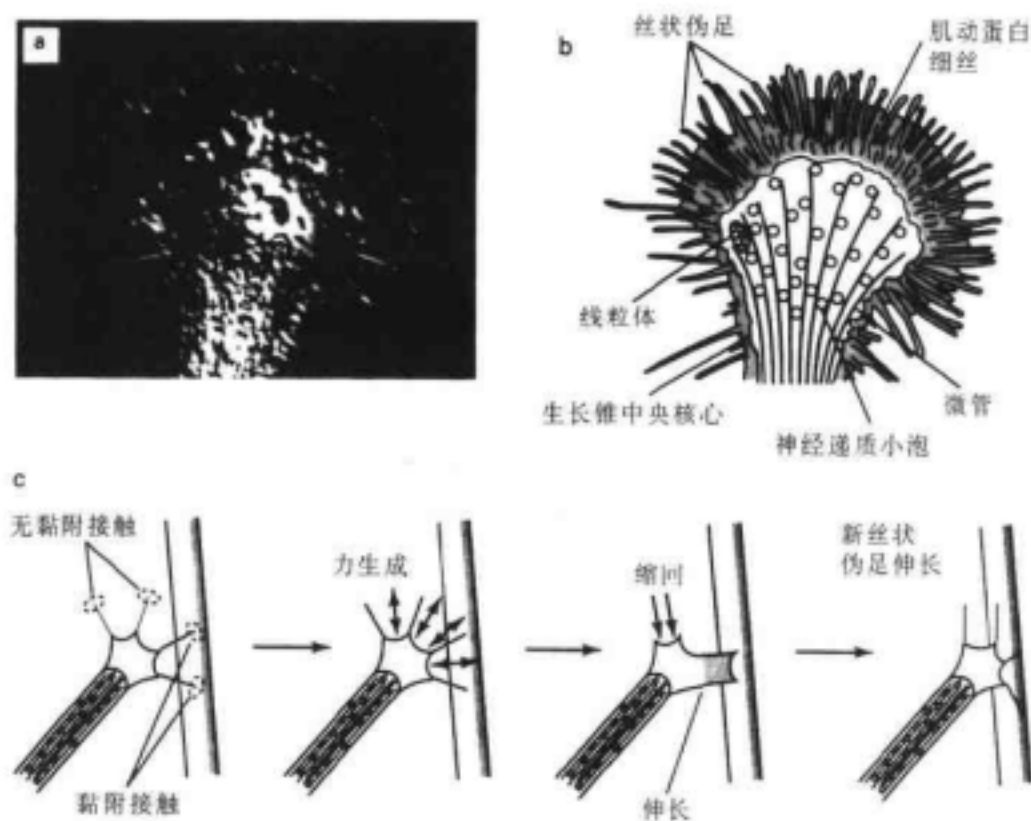 a
b
丝状伪足
肌动蛋白
细丝
线粒体
生长锥中央核心
微管
神经递质小泡
c
无黏附接触
黏附接触
力生成
缩回
伸长
新丝状
伪足伸长